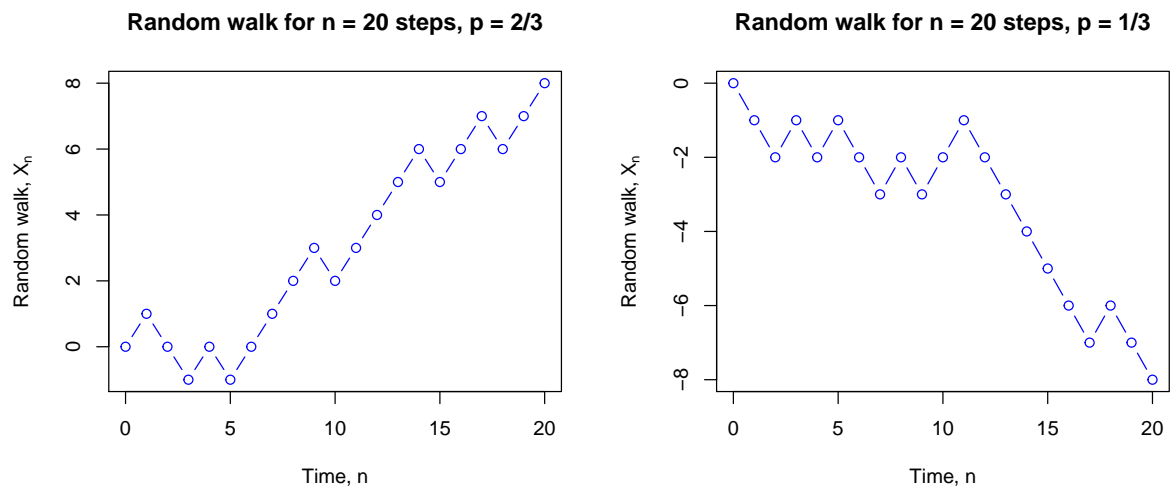 Random walk for n = 20 steps, p = 2/3
Random walk, Xn
8
6
4
2
0
0 5 10 15 20
Time, n
Random walk for n = 20 steps, p = 1/3
Random walk, Xn
0
−2
−4
−6
−8
0 5 10 15 20
Time, n